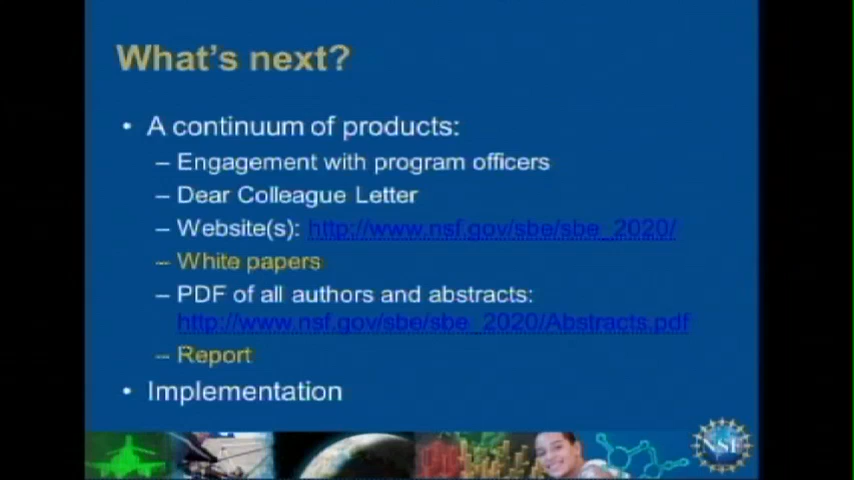 What's next?
• A continuum of products:
– Engagement with program officers
– Dear Colleague Letter
– Website(s): http://www.nsf.gov/sbe/sbe_2020/
– White papers
– PDF of all authors and abstracts:
http://www.nsf.gov/sbe/sbe_2020/Abstracts.pdf
– Report
• Implementation
NSF